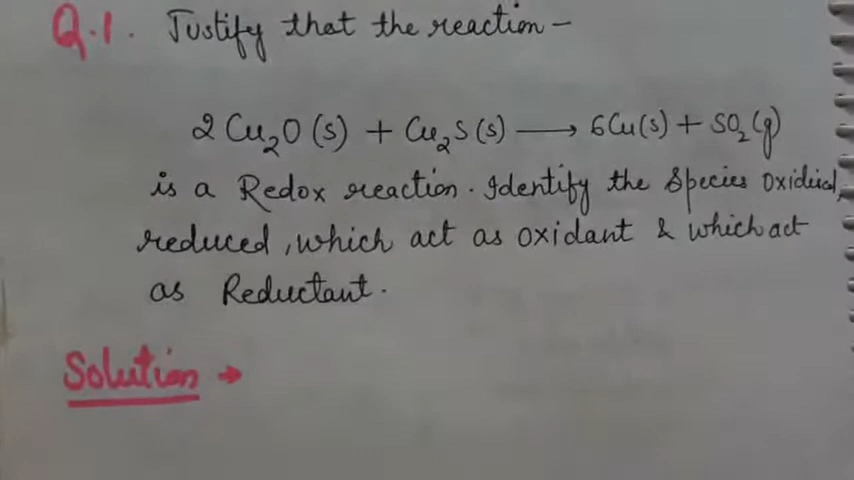 Q.1. Justify that the reaction –
2 Cu₂O (s) + Cu₂S (s) ⟶ 6Cu(s) + SO₂(g)
is a Redox reaction. Identify the Species oxidised,
reduced, which act as oxidant & which act
as Reductant.
Solution →